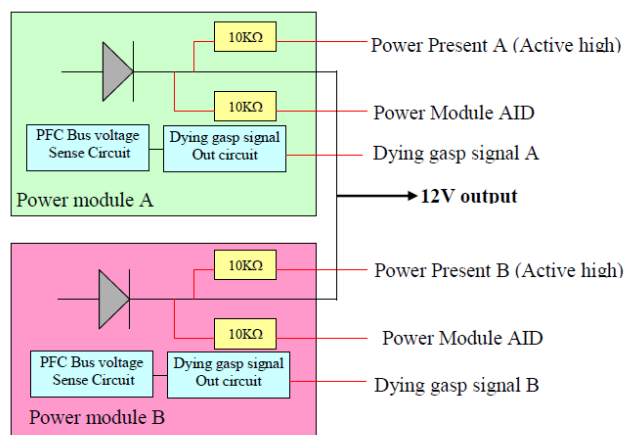 10KΩ
Power Present A (Active high)
10KΩ
Power Module AID
PFC Bus voltage
Sense Circuit
Dying gasp signal
Out circuit
Dying gasp signal A
Power module A
12V output
10KΩ
Power Present B (Active high)
10KΩ
Power Module AID
PFC Bus voltage
Sense Circuit
Dying gasp signal
Out circuit
Dying gasp signal B
Power module B